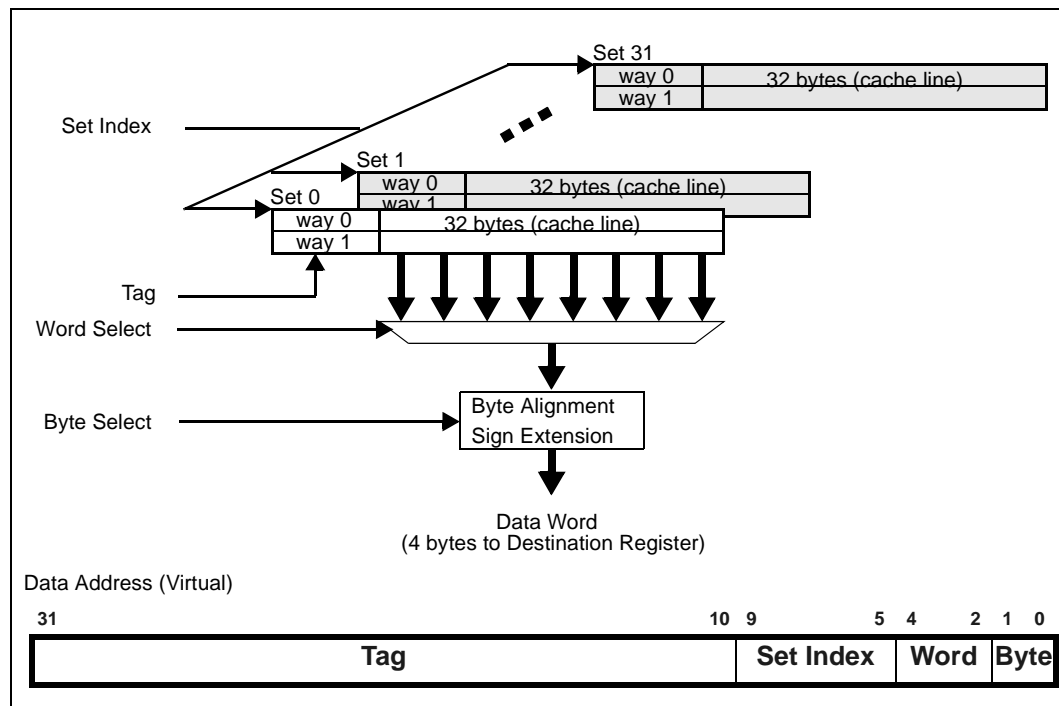 Set 31
way 0
32 bytes (cache line)
way 1
Set Index
Set 1
way 0
32 bytes (cache line)
way 1
Set 0
way 0
32 bytes (cache line)
way 1
Tag
Word Select
Byte Alignment
Byte Select
Sign Extension
Data Word
(4 bytes to Destination Register)
Data Address (Virtual)
31 10 9 5 4 2 1 0
Tag Set Index Word Byte